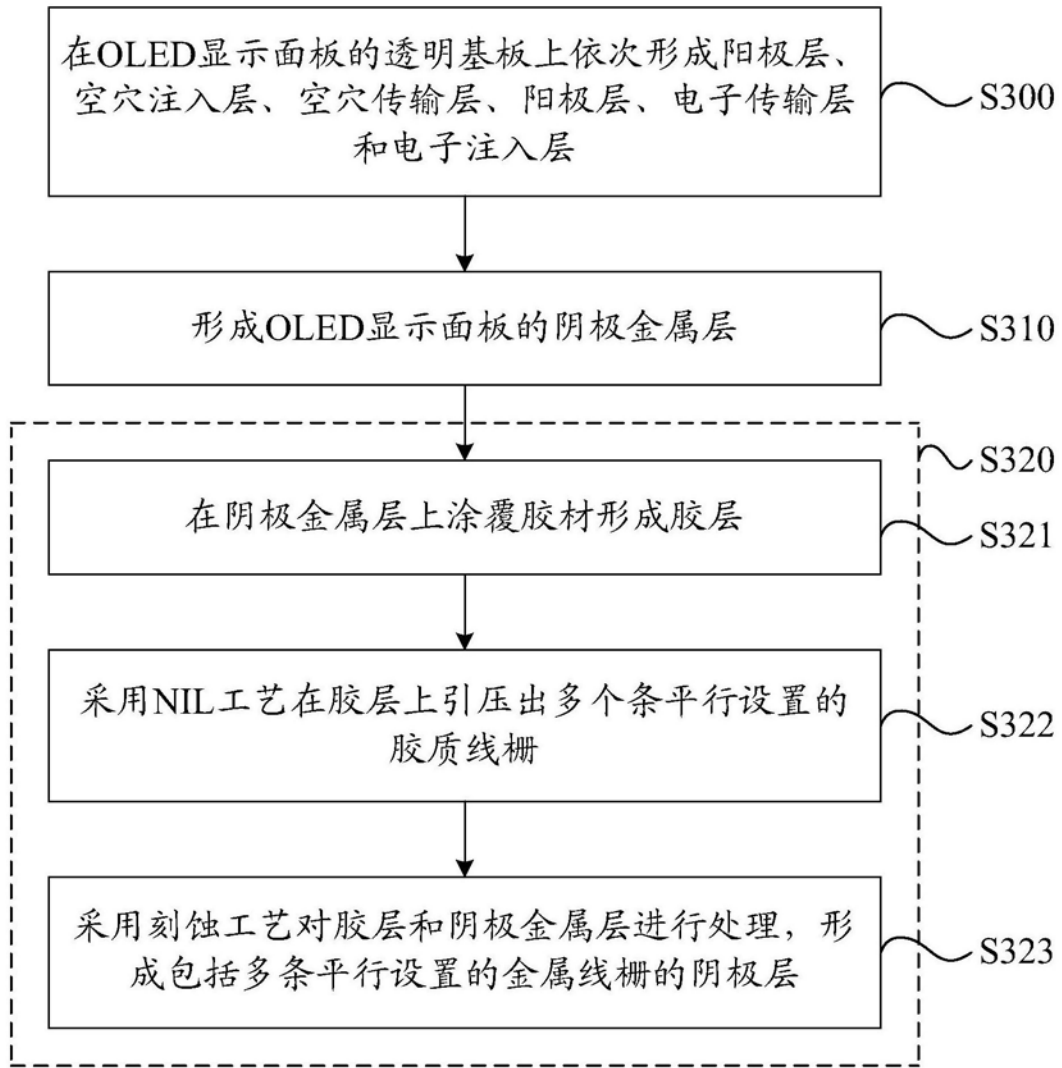 在OLED显示面板的透明基板上依次形成阳极层、
空穴注入层、空穴传输层、阳极层、电子传输层
和电子注入层
S300
形成OLED显示面板的阴极金属层
S310
S320
在阴极金属层上涂覆胶材形成胶层
S321
采用NIL工艺在胶层上引压出多个条平行设置的
胶质线栅
S322
采用刻蚀工艺对胶层和阴极金属层进行处理，形
成包括多条平行设置的金属线栅的阴极层
S323